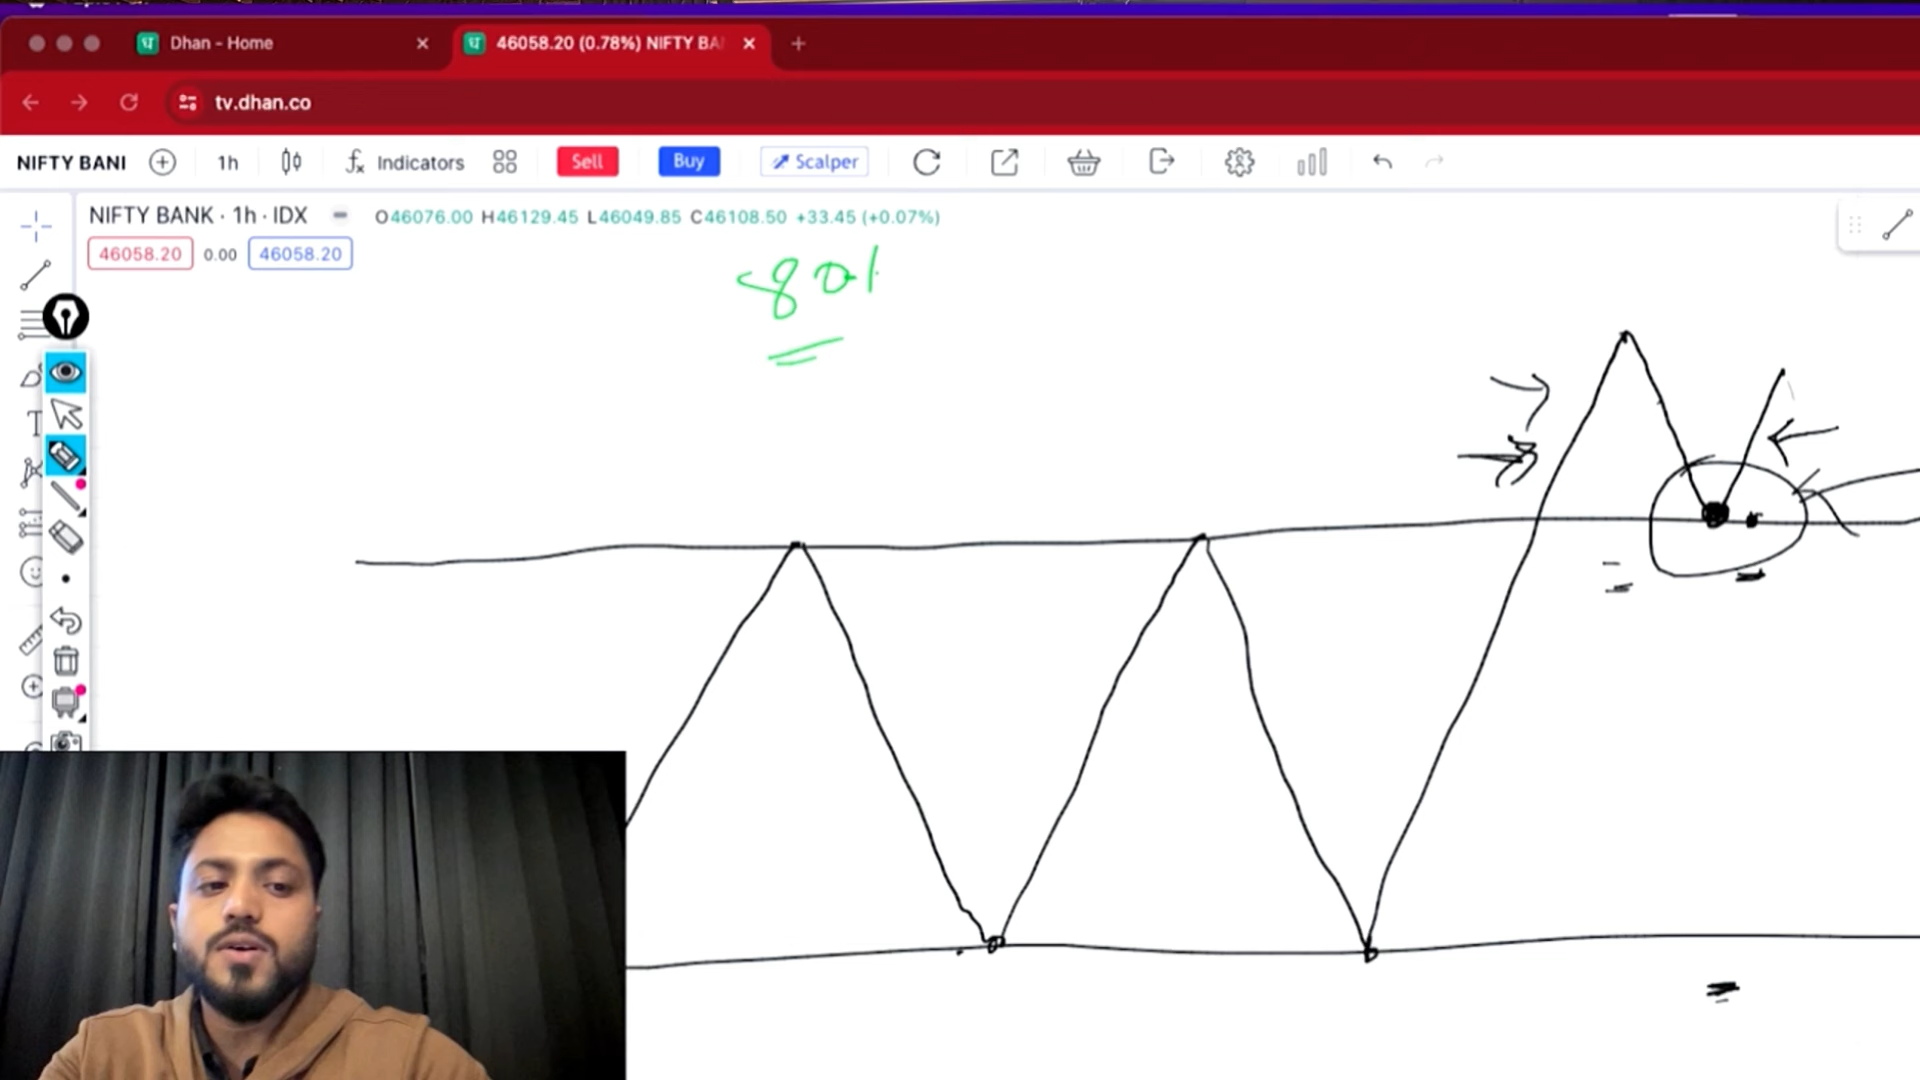 Dhan - Home
46058.20 (0.78%) NIFTY BA
tv.dhan.co
NIFTY BANI
1h
Indicators
Sell
Buy
Scalper
NIFTY BANK · 1h · IDX
O46076.00 H46129.45 L46049.85 C46108.50 +33.45 (+0.07%)
46058.20
0.00
46058.20